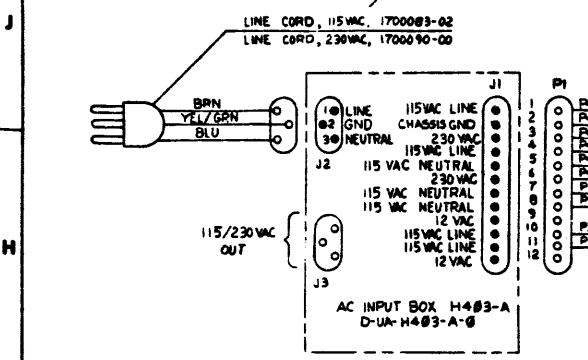 LINE CORD, 115VAC, 1700083-02
LINE CORD, 230VAC, 1700090-00
J
BRN
YEL/GRN
BLU
1 LINE
2 GND
3 NEUTRAL
J2
J1
P1
115VAC LINE
CHASSIS GND
230 VAC
115VAC LINE
115 VAC NEUTRAL
230 VAC
115 VAC NEUTRAL
115 VAC NEUTRAL
12 VAC
115VAC LINE
115VAC LINE
12 VAC
1
2
3
4
5
6
7
8
9
10
11
12
115/230 VAC
OUT
J3
H
AC INPUT BOX H403-A
D-UA-H403-A-0